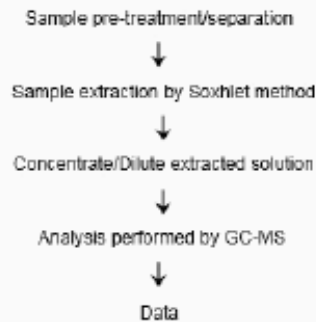 Sample pre-treatment/separation
Sample extraction by Soxhlet method
Concentrate/Dilute extracted solution
Analysis performed by GC-MS
Data